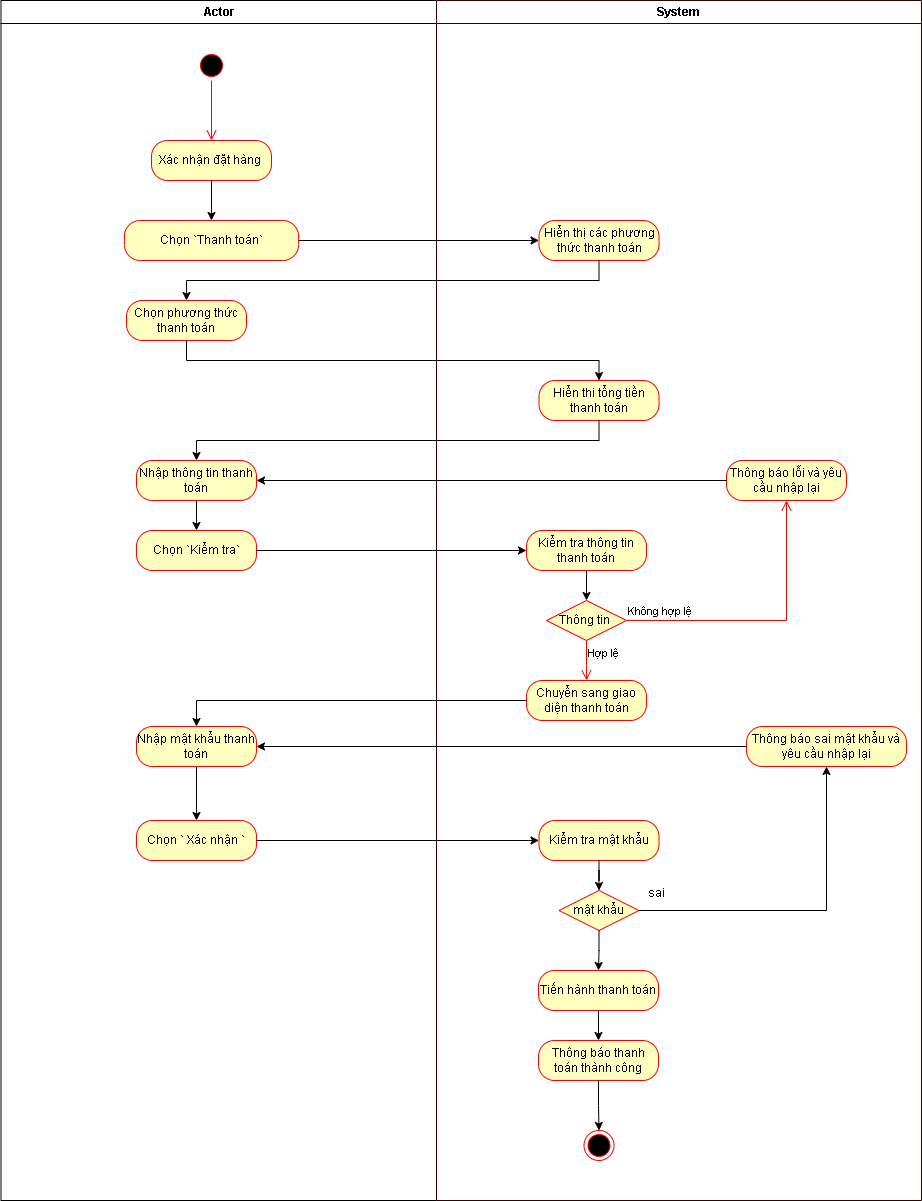 Actor
System
Xác nhận đặt hàng
Chọn `Thanh toán`
Hiển thị các phương
thức thanh toán
Chọn phương thức
thanh toán
Hiển thi tổng tiền
thanh toán
Nhập thông tin thanh
toán
Thông báo lỗi và yêu
cầu nhập lại
Chọn `Kiểm tra`
Kiểm tra thông tin
thanh toán
Thông tin
Không hợp lệ
Hợp lệ
Chuyển sang giao
diện thanh toán
Nhập mật khẩu thanh
toán
Thông báo sai mật khẩu và
yêu cầu nhập lại
Chọn ` Xác nhận `
Kiểm tra mật khẩu
sai
mật khẩu
Tiến hành thanh toán
Thông báo thanh
toán thành công